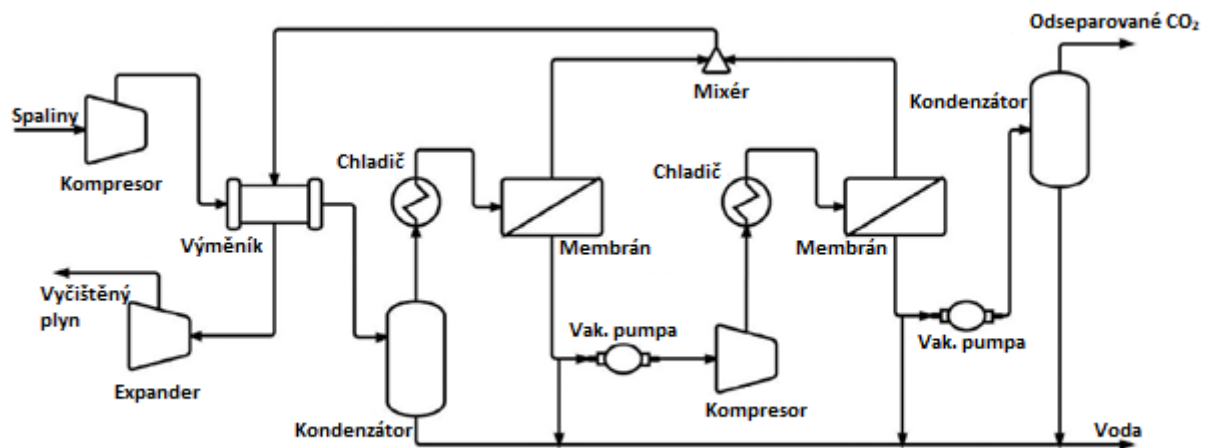 Odseparované CO₂
Mixér
Kondenzátor
Spaliny
Kompresor
Chladič
Chladič
Výměník
Membrán
Membrán
Vyčištěný
plyn
Vak. pumpa
Vak. pumpa
Expander
Kompresor
Kondenzátor
Voda